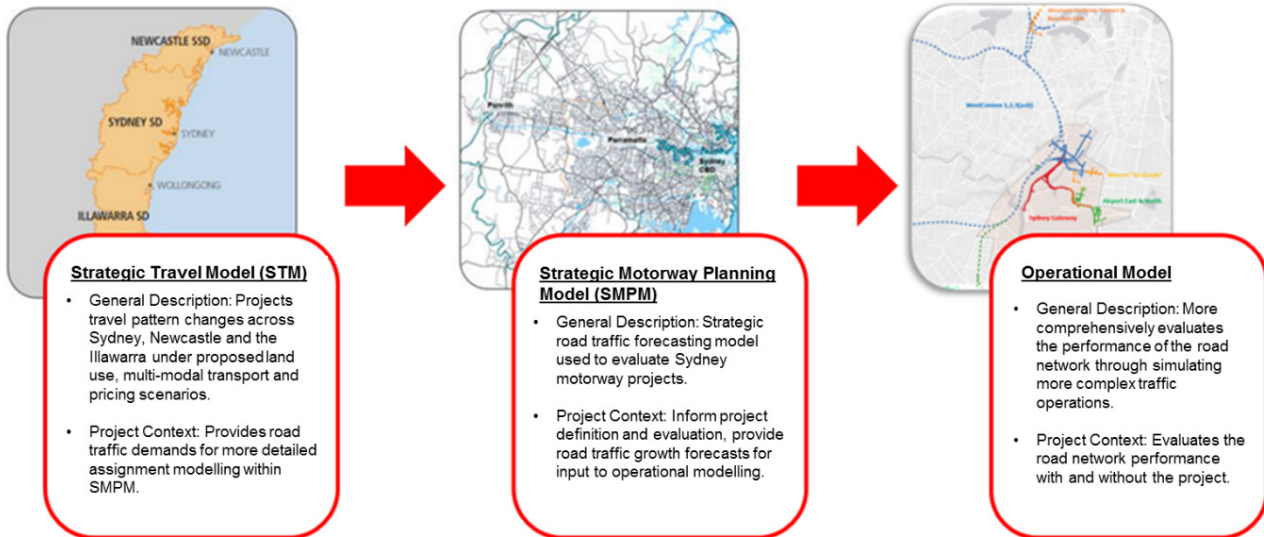 NEWCASTLE SSD
NEWCASTLE
SYDNEY SD
SYDNEY
WOLLONGONG
ILLAWARRA SD
Strategic Travel Model (STM)
• General Description: Projects
travel pattern changes across
Sydney, Newcastle and the
Illawarra under proposed land
use, multi-modal transport and
pricing scenarios.
• Project Context: Provides road
traffic demands for more detailed
assignment modelling within
SMPM.
Penrith
Parramatta
Sydney
CBD
Strategic Motorway Planning
Model (SMPM)
• General Description: Strategic
road traffic forecasting model
used to evaluate Sydney
motorway projects.
• Project Context: Inform project
definition and evaluation, provide
road traffic growth forecasts for
input to operational modelling.
Sydney Gateway
Airport East & North
Operational Model
• General Description: More
comprehensively evaluates
the performance of the road
network through simulating
more complex traffic
operations.
• Project Context: Evaluates the
road network performance
with and without the project.